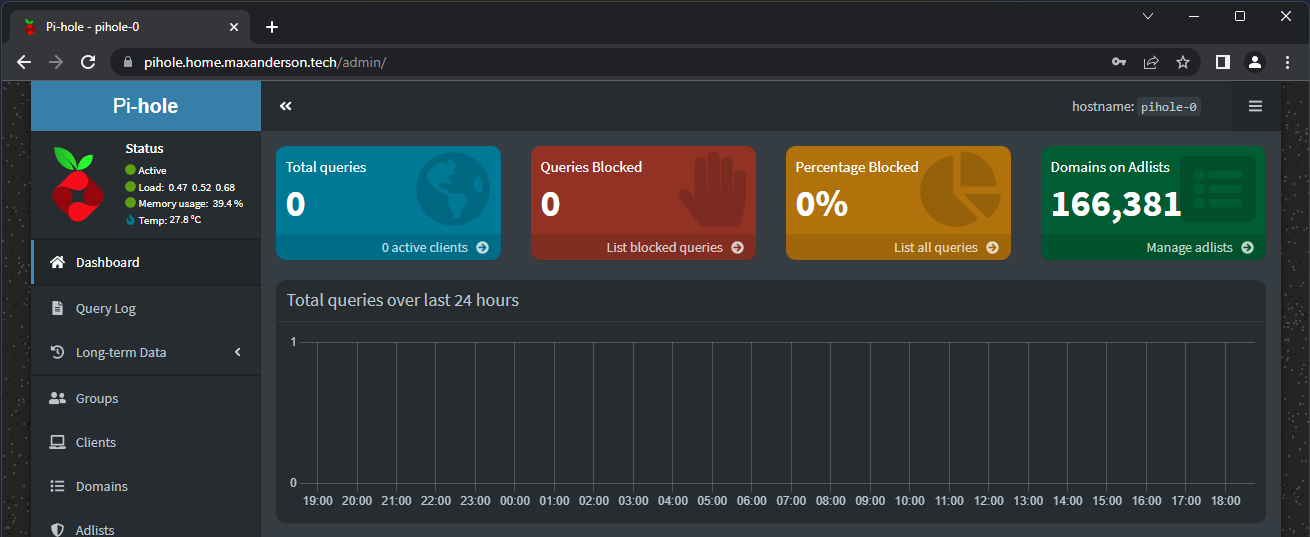 Pi-hole - pihole-0
pihole.home.maxanderson.tech/admin/
Pi-hole
hostname: pihole-0
Status
Active
Load: 0.47 0.52 0.68
Memory usage: 39.4 %
Temp: 27.8 °C
Dashboard
Query Log
Long-term Data
Groups
Clients
Domains
Adlists
Total queries
0
0 active clients
Queries Blocked
0
List blocked queries
Percentage Blocked
0%
List all queries
Domains on Adlists
166,381
Manage adlists
Total queries over last 24 hours
1
0
19:00 20:00 21:00 22:00 23:00 00:00 01:00 02:00 03:00 04:00 05:00 06:00 07:00 08:00 09:00 10:00 11:00 12:00 13:00 14:00 15:00 16:00 17:00 18:00